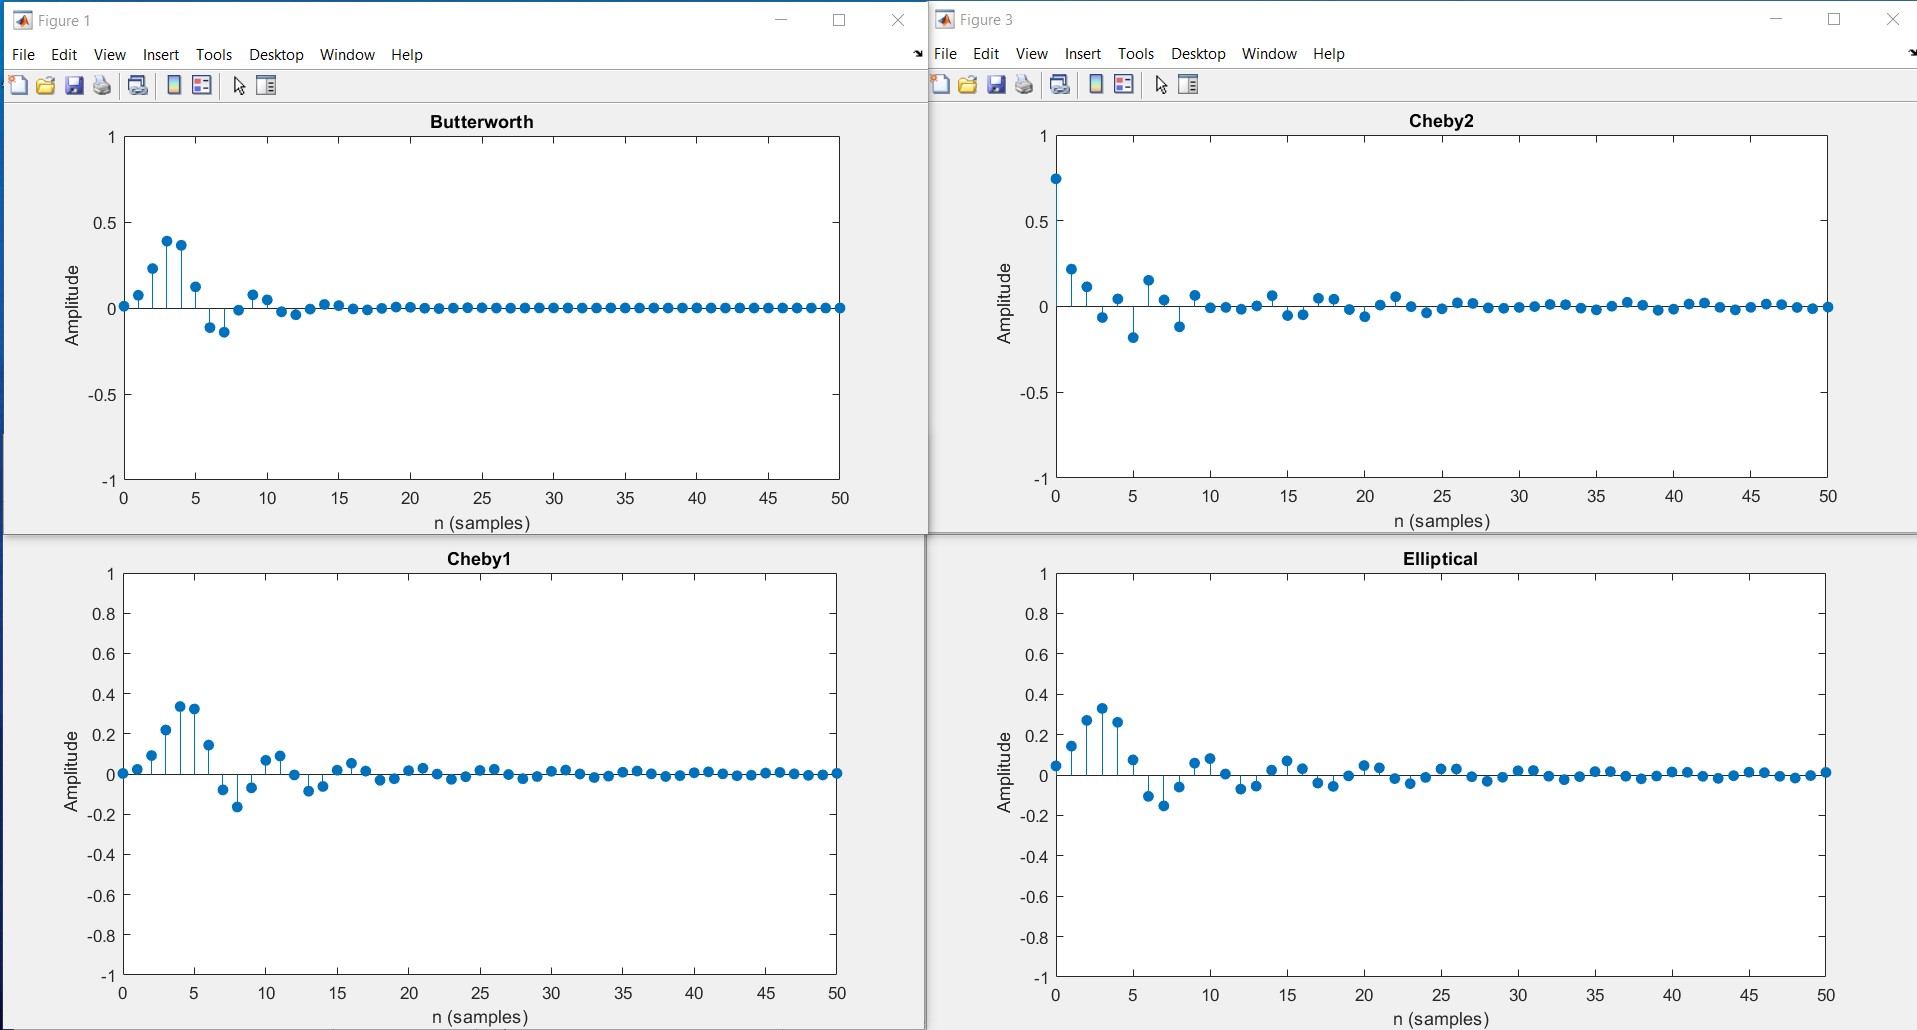 Figure 1
File Edit View Insert Tools Desktop Window Help
Butterworth
1
0.5
0
-0.5
-1
Amplitude
0 5 10 15 20 25 30 35 40 45 50
n (samples)
Figure 3
File Edit View Insert Tools Desktop Window Help
Cheby2
1
0.5
0
-0.5
-1
Amplitude
0 5 10 15 20 25 30 35 40 45 50
n (samples)
Cheby1
1
0.8
0.6
0.4
0.2
0
-0.2
-0.4
-0.6
-0.8
-1
Amplitude
0 5 10 15 20 25 30 35 40 45 50
n (samples)
Elliptical
1
0.8
0.6
0.4
0.2
0
-0.2
-0.4
-0.6
-0.8
-1
Amplitude
0 5 10 15 20 25 30 35 40 45 50
n (samples)